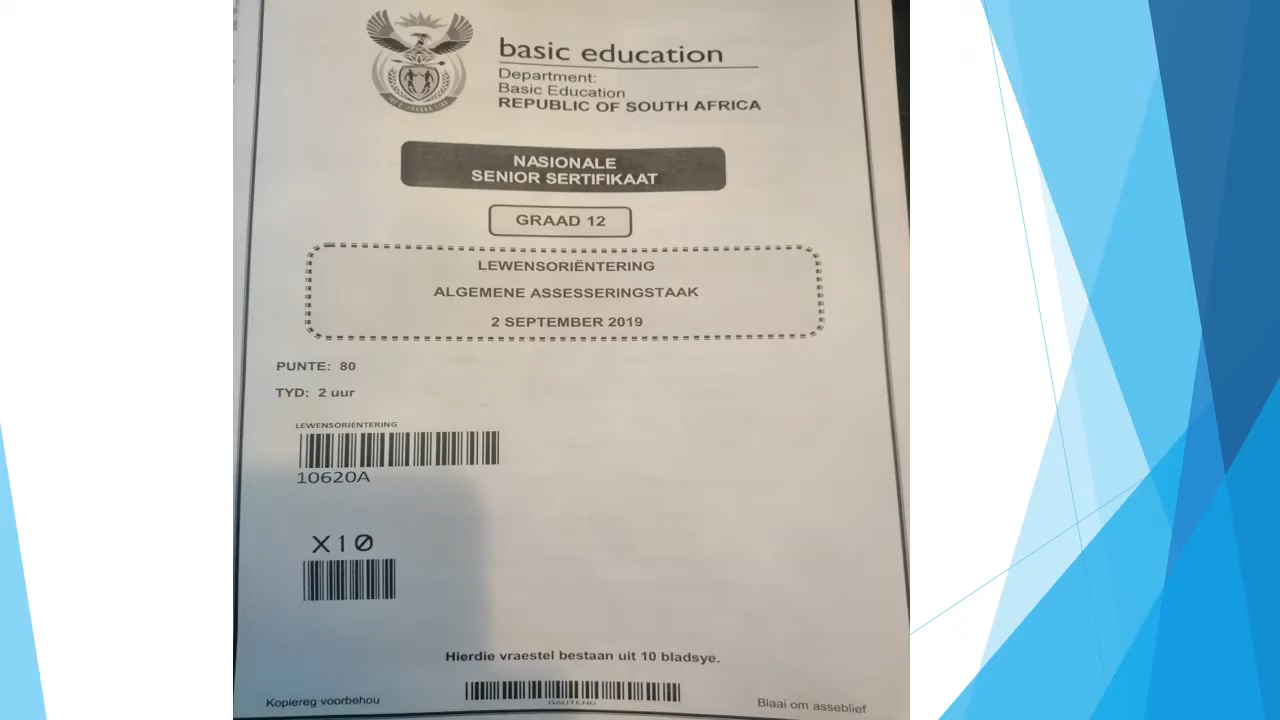 basic education
Department:
Basic Education
REPUBLIC OF SOUTH AFRICA
NASIONALE
SENIOR SERTIFIKAAT
GRAAD 12
LEWENSORIËNTERING
ALGEMENE ASSESSERINGSTAAK
2 SEPTEMBER 2019
PUNTE: 80
TYD: 2 uur
LEWENSORIENTERING
10620A
X10
Hierdie vraestel bestaan uit 10 bladsye.
GAUTENG
Kopiereg voorbehou
Blaai om asseblief